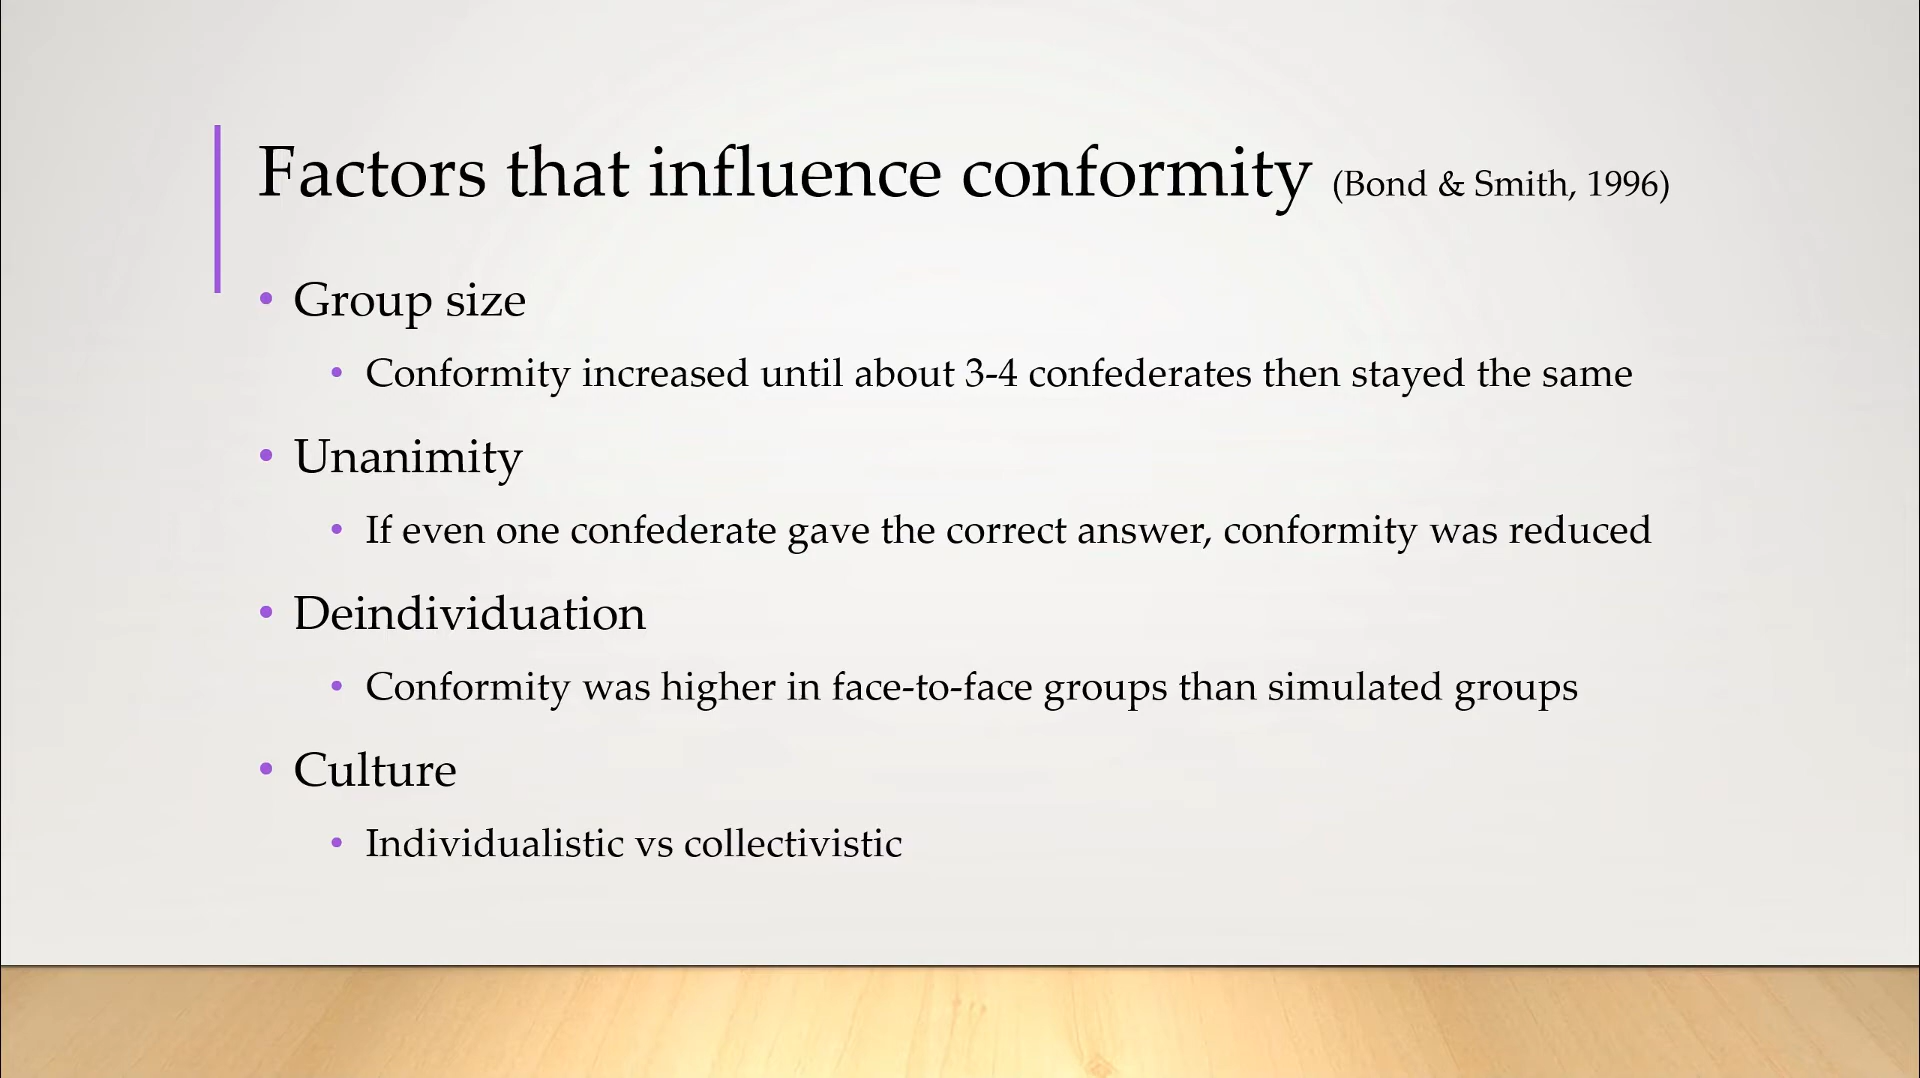 Factors that influence conformity (Bond & Smith, 1996)
• Group size
• Conformity increased until about 3-4 confederates then stayed the same
• Unanimity
• If even one confederate gave the correct answer, conformity was reduced
• Deindividuation
• Conformity was higher in face-to-face groups than simulated groups
• Culture
• Individualistic vs collectivistic